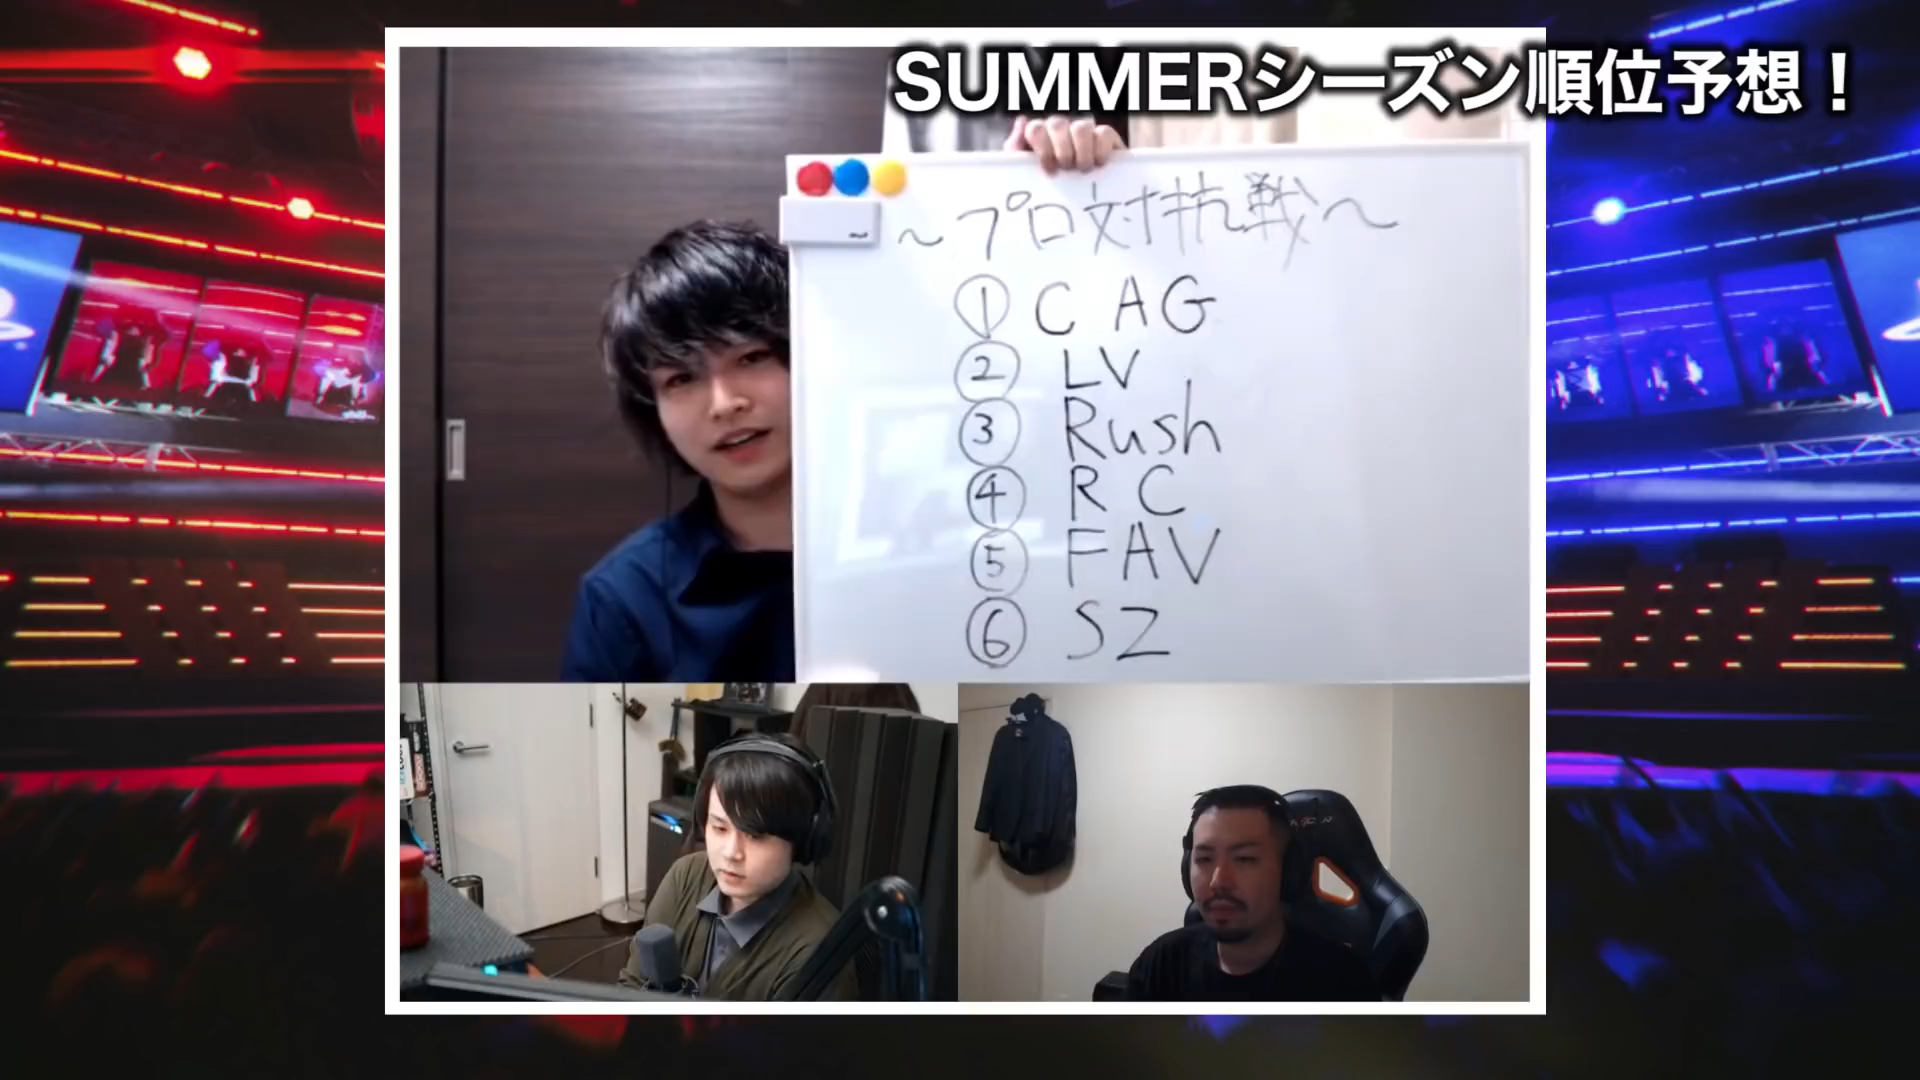 SUMMERシーズン順位予想！
～プロ対抗戦～
① CAG
② LV
③ Rush
④ RC
⑤ FAV
⑥ SZ